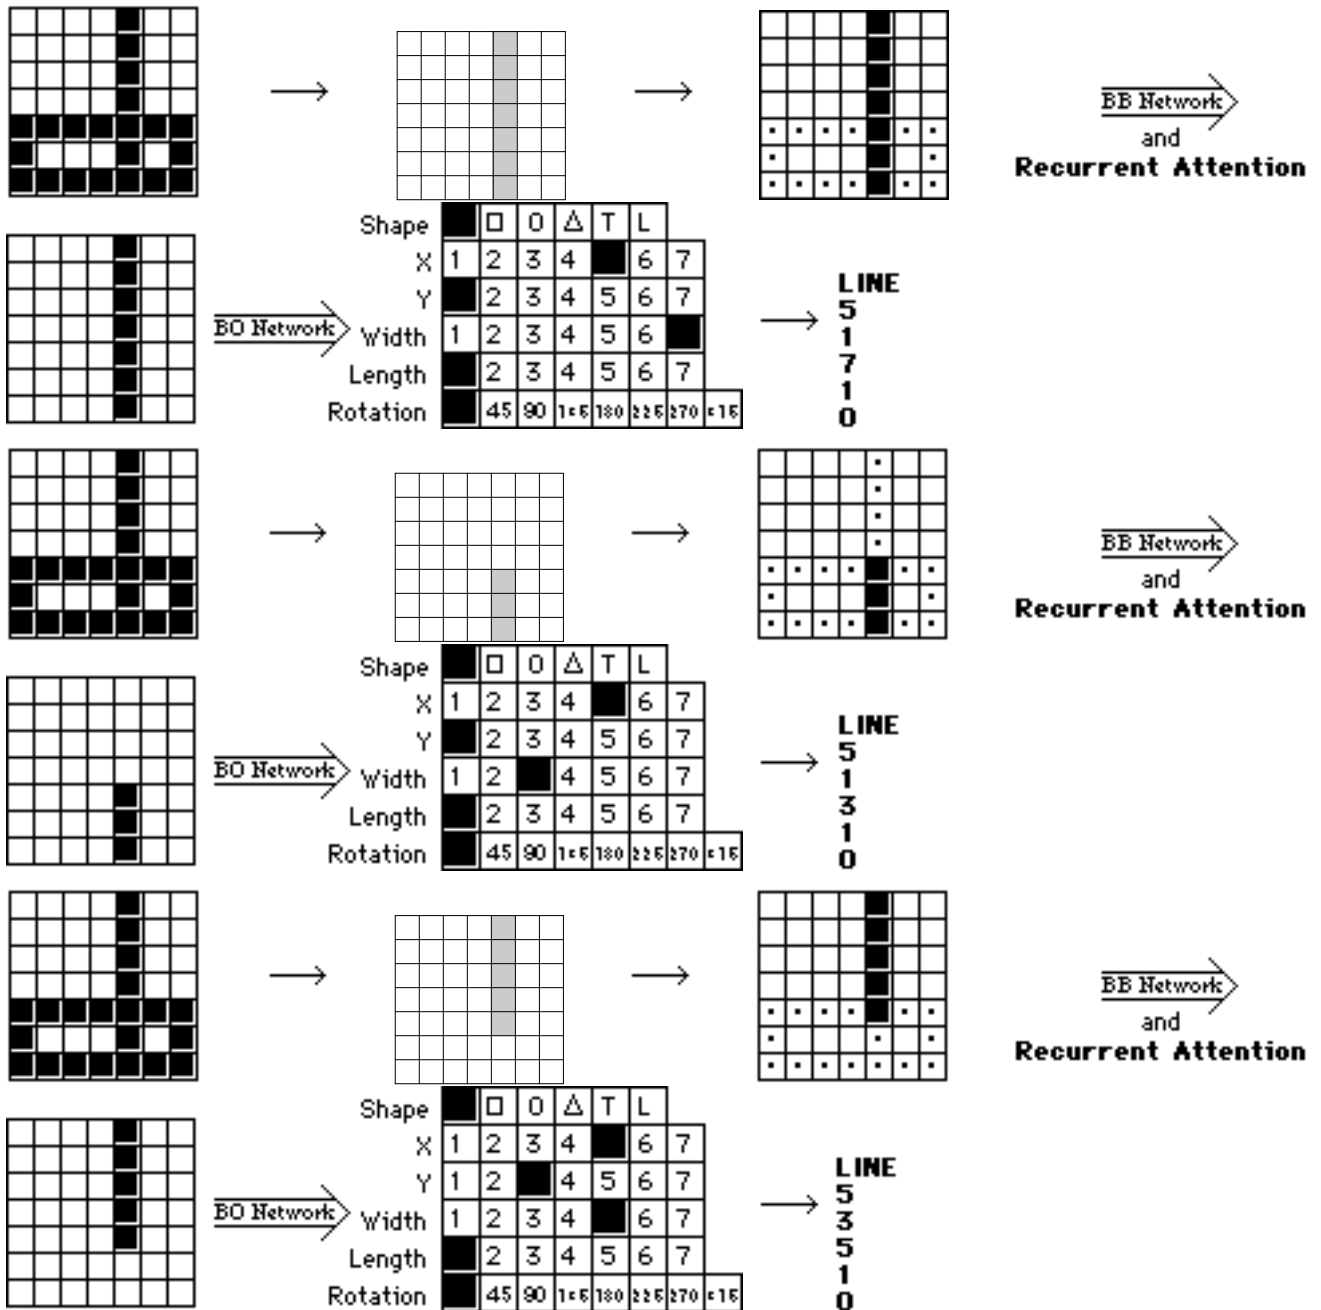 BB Network
and
Recurrent Attention
Shape □ O △ T L
X 1 2 3 4 6 7
Y 2 3 4 5 6 7
BO Network
Width 1 2 3 4 5 6
Length 2 3 4 5 6 7
Rotation 45 90 180 225 270
LINE
5
1
7
1
0
BB Network
and
Recurrent Attention
Shape □ O △ T L
X 1 2 3 4 6 7
Y 2 3 4 5 6 7
BO Network
Width 1 2 4 5 6 7
Length 2 3 4 5 6 7
Rotation 45 90 180 225 270
LINE
5
1
3
1
0
BB Network
and
Recurrent Attention
Shape □ O △ T L
X 1 2 3 4 6 7
Y 1 2 4 5 6 7
BO Network
Width 1 2 3 4 6 7
Length 2 3 4 5 6 7
Rotation 45 90 180 225 270
LINE
5
3
5
1
0